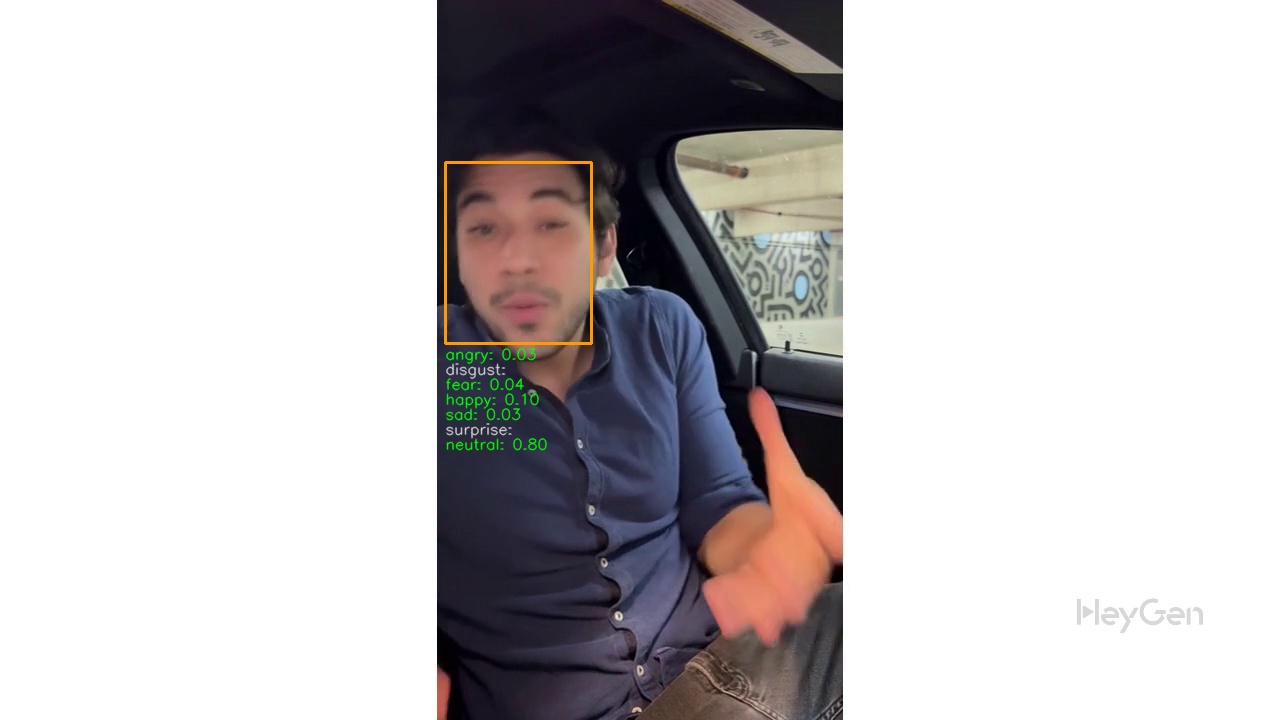 angry: 0.03
disgust:
fear: 0.04
happy: 0.10
sad: 0.03
surprise:
neutral: 0.80
HeyGen